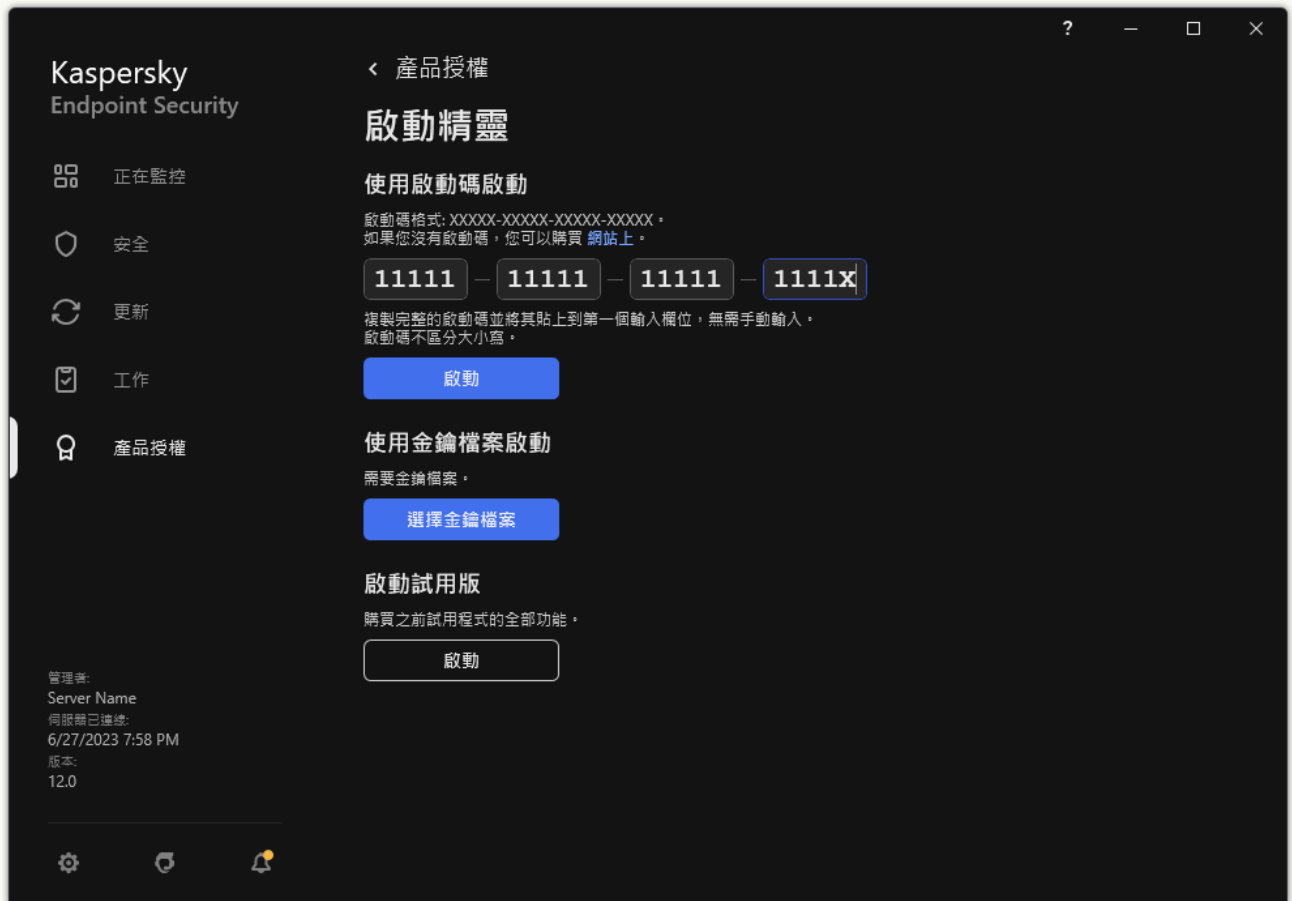 ?
Kaspersky
Endpoint Security
正在監控
安全
更新
工作
產品授權
管理者:
Server Name
伺服器已連線:
6/27/2023 7:58 PM
版本:
12.0
產品授權
啟動精靈
使用啟動碼啟動
啟動碼格式: XXXXX-XXXXX-XXXXX-XXXXX。
如果您沒有啟動碼，您可以購買 網站上。
11111 — 11111 — 11111 — 1111X
複製完整的啟動碼並將其貼上到第一個輸入欄位，無需手動輸入。
啟動碼不區分大小寫。
啟動
使用金鑰檔案啟動
需要金鑰檔案。
選擇金鑰檔案
啟動試用版
購買之前試用程式的全部功能。
啟動